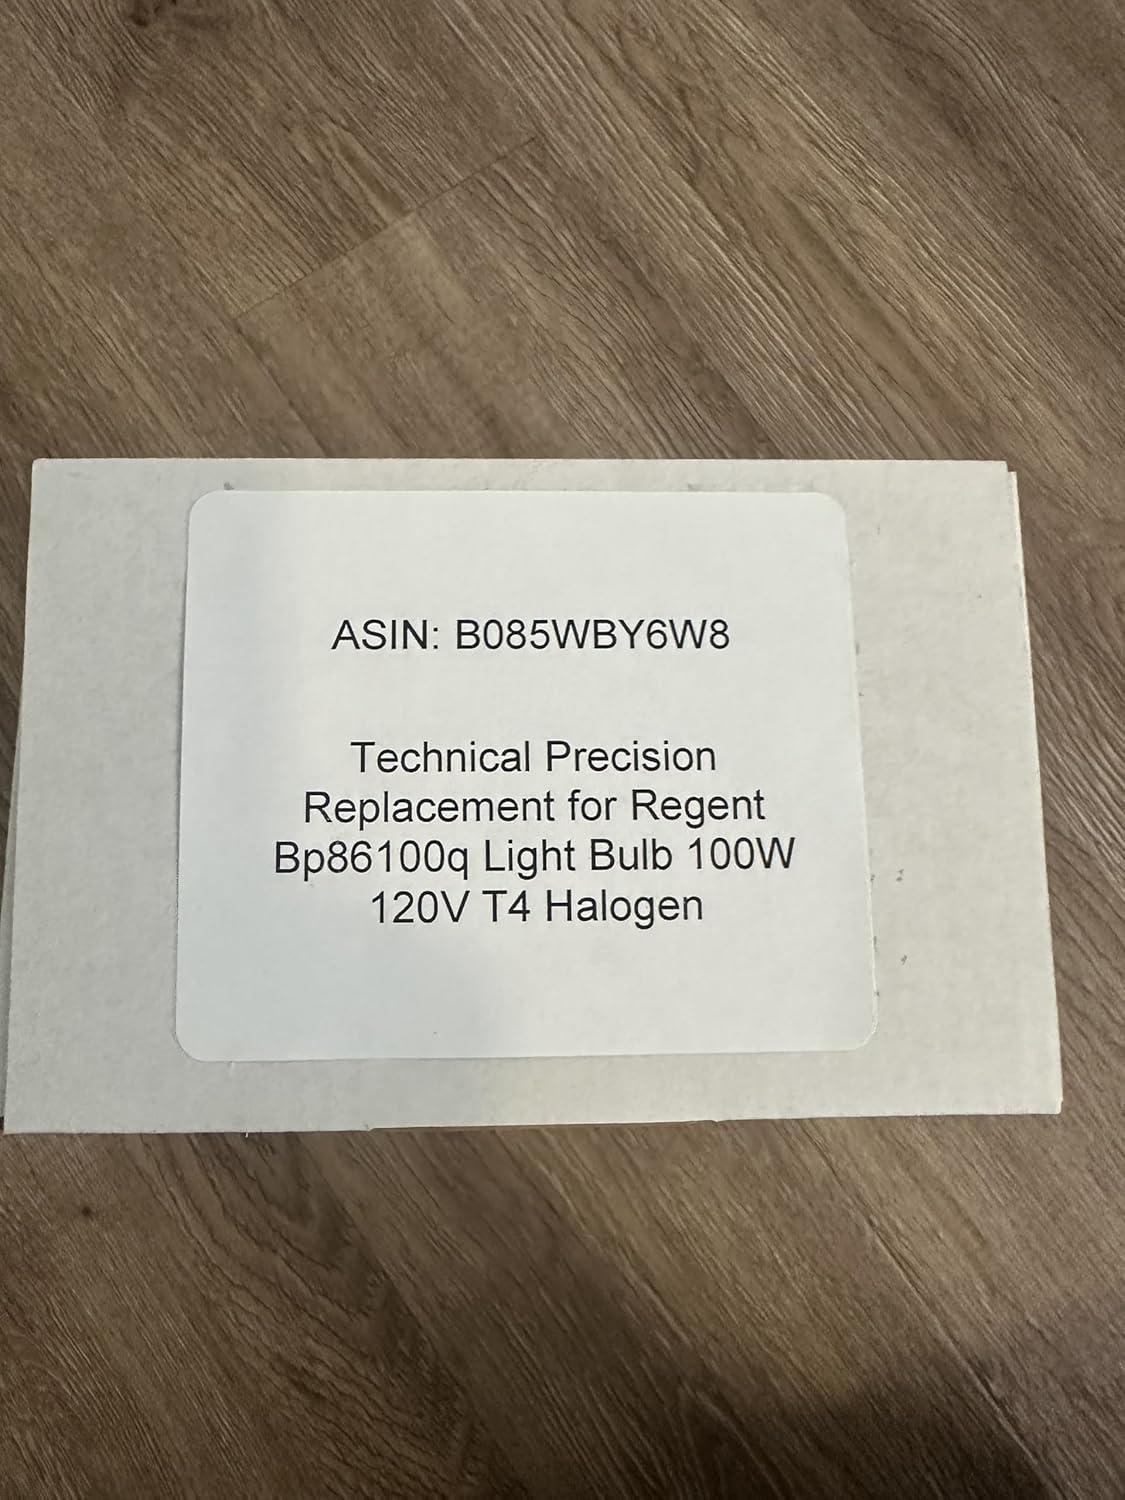 ASIN: B085WBY6W8
Technical Precision
Replacement for Regent
Bp86100q Light Bulb 100W
120V T4 Halogen